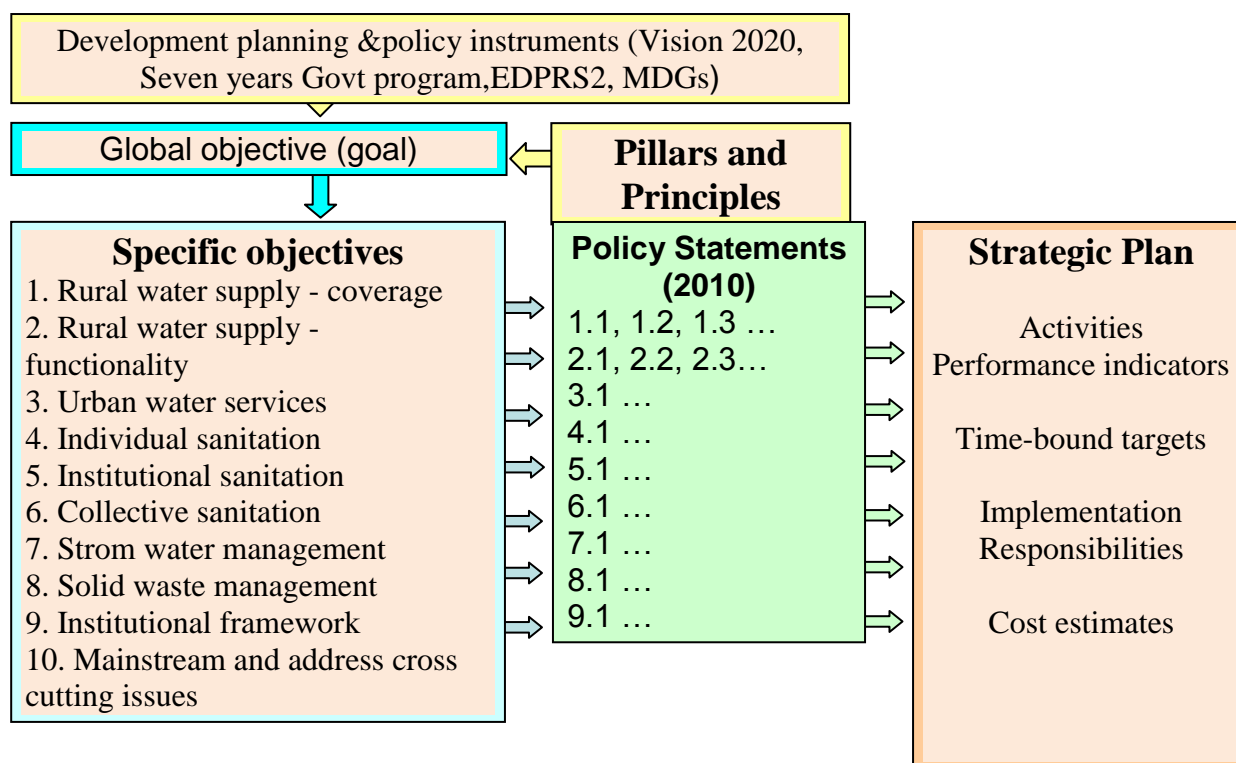 Development planning &policy instruments (Vision 2020,
Seven years Govt program,EDPRS2, MDGs)
Global objective (goal)
Pillars and
Principles
Specific objectives
1. Rural water supply - coverage
2. Rural water supply -
functionality
3. Urban water services
4. Individual sanitation
5. Institutional sanitation
6. Collective sanitation
7. Strom water management
8. Solid waste management
9. Institutional framework
10. Mainstream and address cross
cutting issues
Policy Statements
(2010)
1.1, 1.2, 1.3 …
2.1, 2.2, 2.3…
3.1 …
4.1 …
5.1 …
6.1 …
7.1 …
8.1 …
9.1 …
Strategic Plan
Activities
Performance indicators
Time-bound targets
Implementation
Responsibilities
Cost estimates